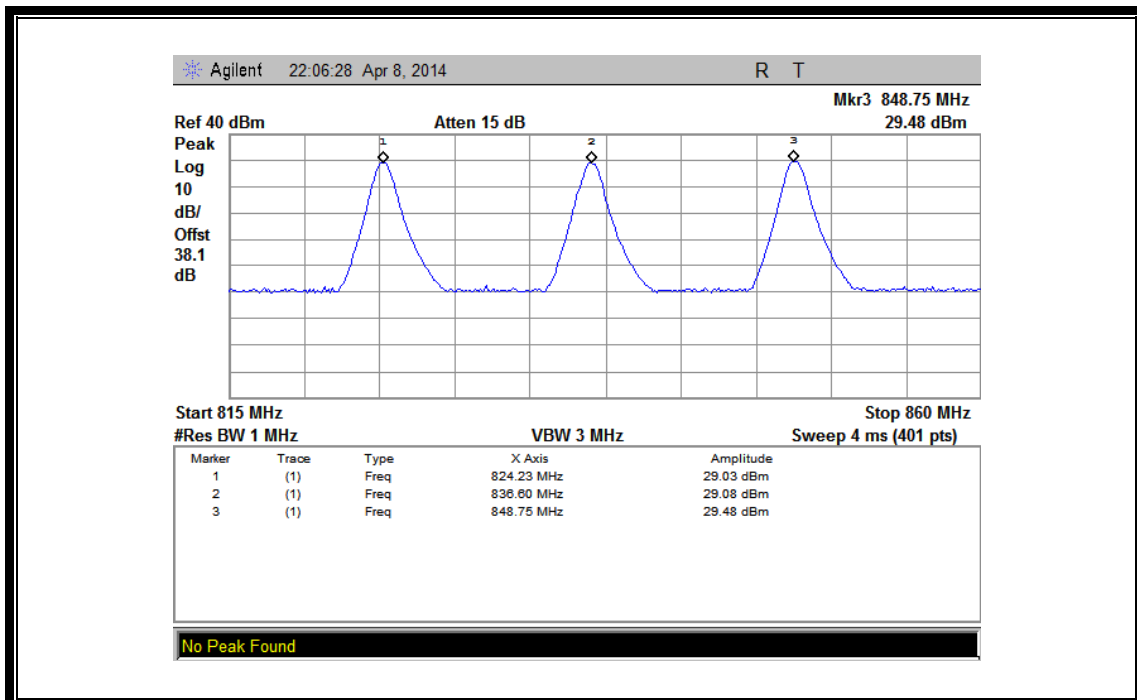 Agilent 22:06:28 Apr 8, 2014 R T
Mkr3 848.75 MHz
Ref 40 dBm Atten 15 dB 29.48 dBm
Peak
Log
10
dB/
Offst
38.1
dB
1 2 3
Start 815 MHz Stop 860 MHz
#Res BW 1 MHz VBW 3 MHz Sweep 4 ms (401 pts)
Marker Trace Type X Axis Amplitude
1 (1) Freq 824.23 MHz 29.03 dBm
2 (1) Freq 836.60 MHz 29.08 dBm
3 (1) Freq 848.75 MHz 29.48 dBm
No Peak Found